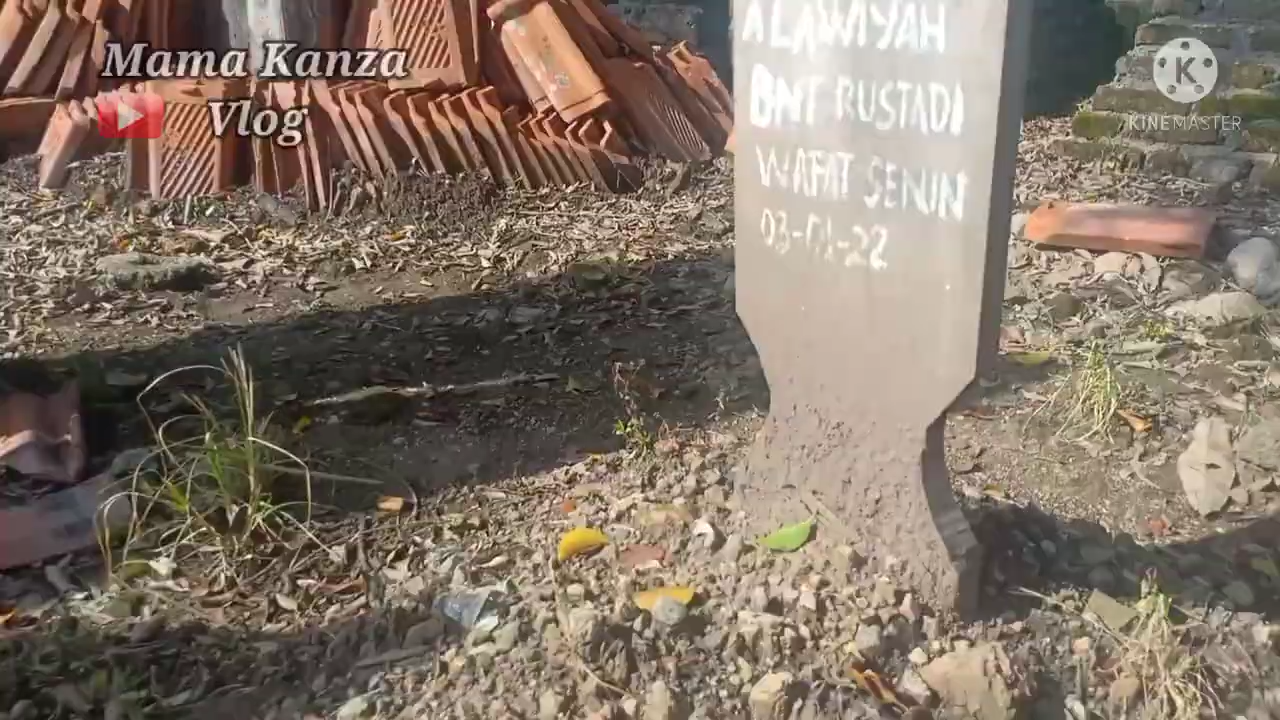 Mama Kanza
Vlog
K
KINEMASTER
ALAWIYAH
BNT RUSTADI
WAFAT SENIN
03-01-22